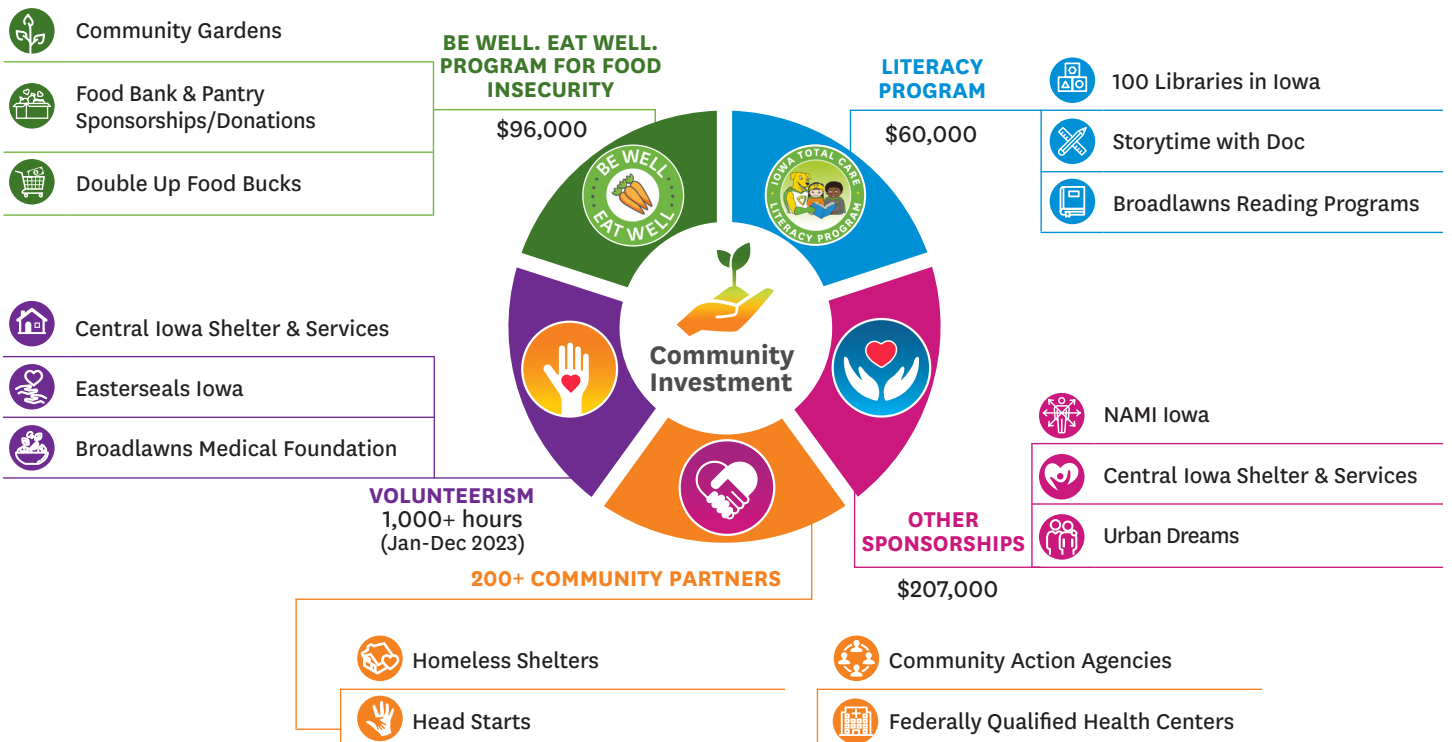 Community Gardens
Food Bank & Pantry
Sponsorships/Donations
Double Up Food Bucks
BE WELL. EAT WELL.
PROGRAM FOR FOOD
INSECURITY
$96,000
BE WELL
EAT WELL
LITERACY
PROGRAM
$60,000
IOWA TOTAL CARE
LITERACY PROGRAM
100 Libraries in Iowa
Storytime with Doc
Broadlawns Reading Programs
Community
Investment
Central Iowa Shelter & Services
Easterseals Iowa
Broadlawns Medical Foundation
VOLUNTEERISM
1,000+ hours
(Jan-Dec 2023)
NAMI Iowa
Central Iowa Shelter & Services
Urban Dreams
OTHER
SPONSORSHIPS
$207,000
200+ COMMUNITY PARTNERS
Homeless Shelters
Head Starts
Community Action Agencies
Federally Qualified Health Centers